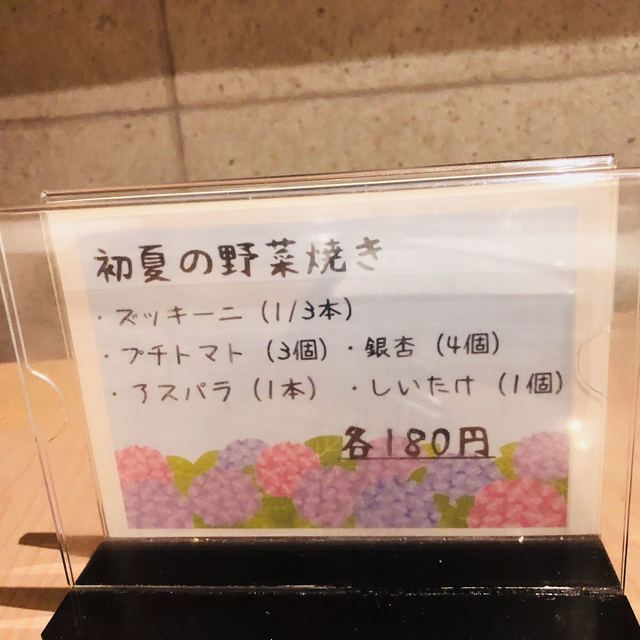 初夏の野菜焼き
・ズッキーニ (1/3本)
・プチトマト (3個) ・銀杏 (4個)
・アスパラ (1本) ・しいたけ (1個)
各180円